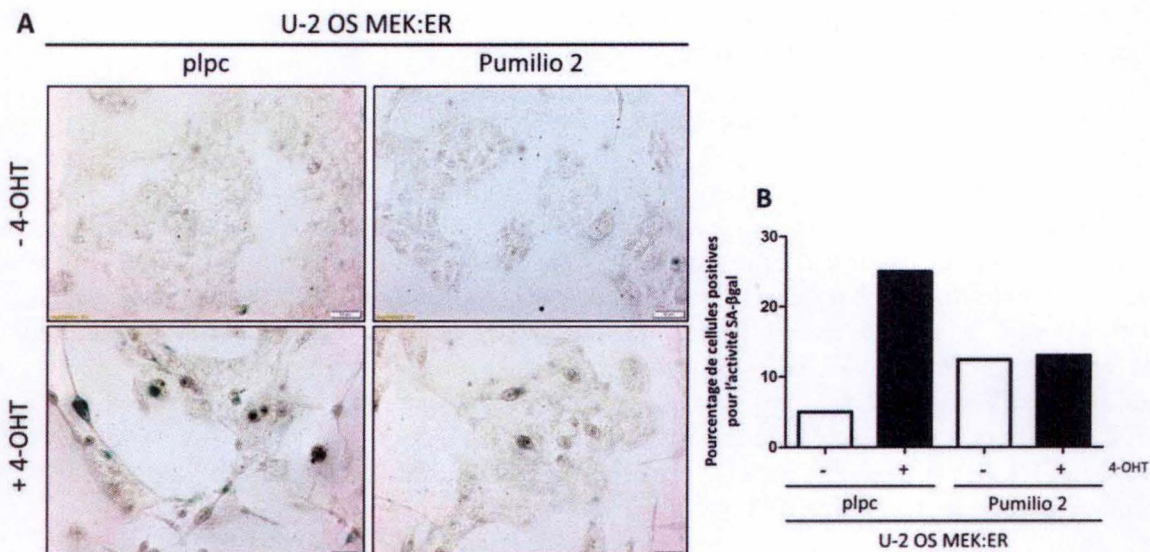 A
U-2 OS MEK:ER
plpc
Pumilio 2
- 4-OHT
+ 4-OHT
B
Pourcentage de cellules positives
pour l'activité SA-βgal
30
20
10
0
- + - + 4-OHT
plpc
Pumilio 2
U-2 OS MEK:ER